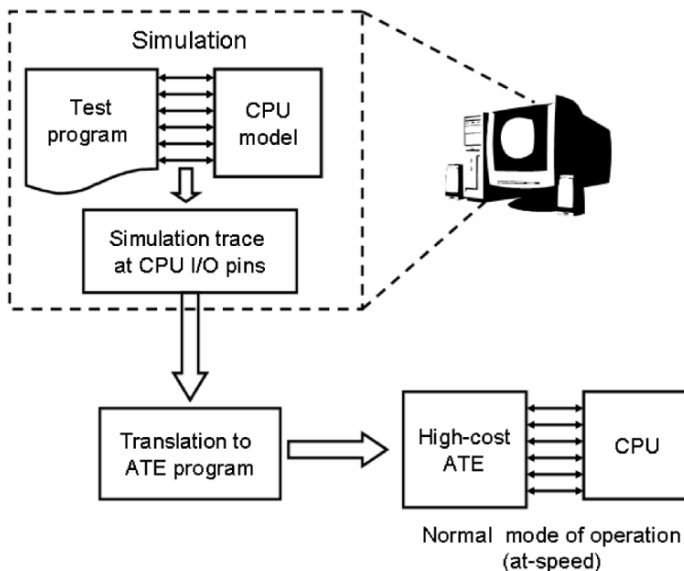 Simulation
Test
program
CPU
model
Simulation trace
at CPU I/O pins
Translation to
ATE program
High-cost
ATE
CPU
Normal mode of operation
(at-speed)